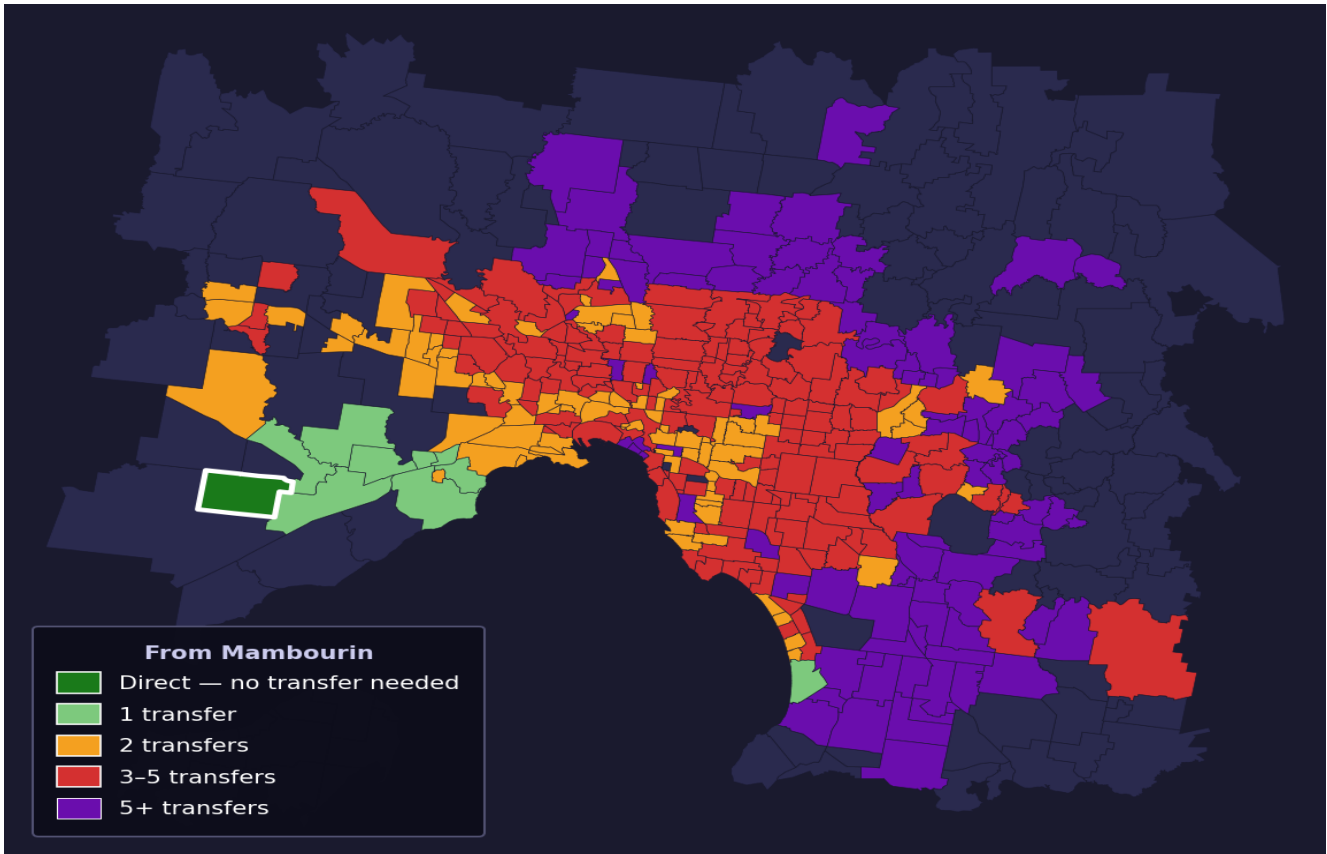 From Mambourin
Direct — no transfer needed
1 transfer
2 transfers
3–5 transfers
5+ transfers